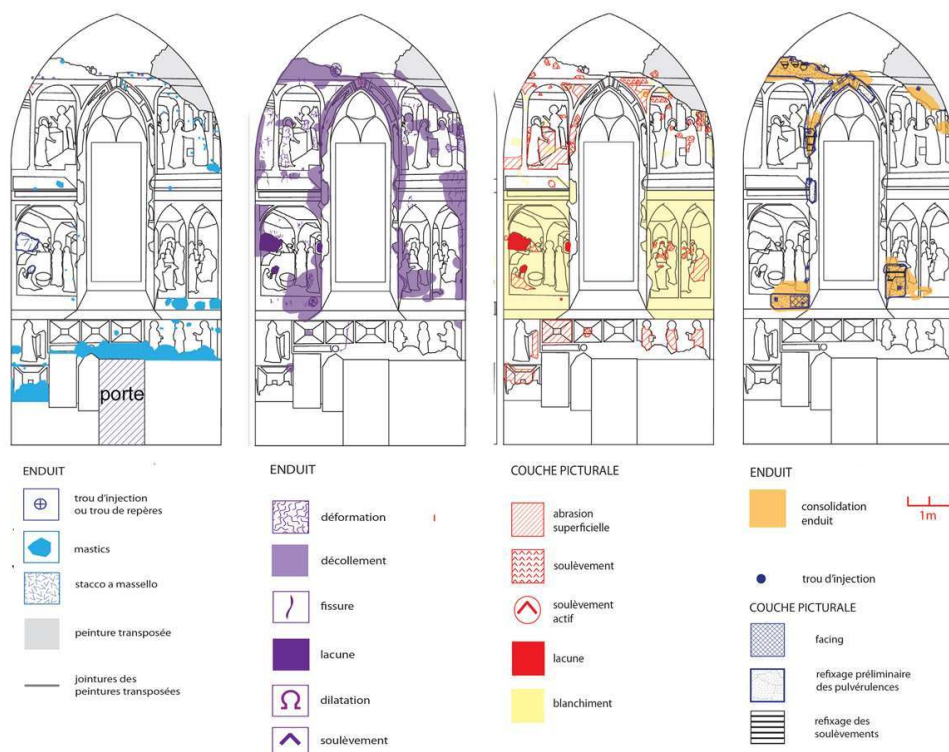 porte
ENDUIT
trou d'injection
ou trou de repères
mastics
stacco a massello
peinture transposée
jointures des
peintures transposées
ENDUIT
déformation
décollement
fissure
lacune
dilatation
soulèvement
COUCHE PICTURALE
abrasion
superficielle
soulèvement
soulèvement
actif
lacune
blanchiment
ENDUIT
consolidation
enduit
1m
trou d'injection
COUCHE PICTURALE
facing
refixage préliminaire
des pulvérulences
refixage des
soulèvements